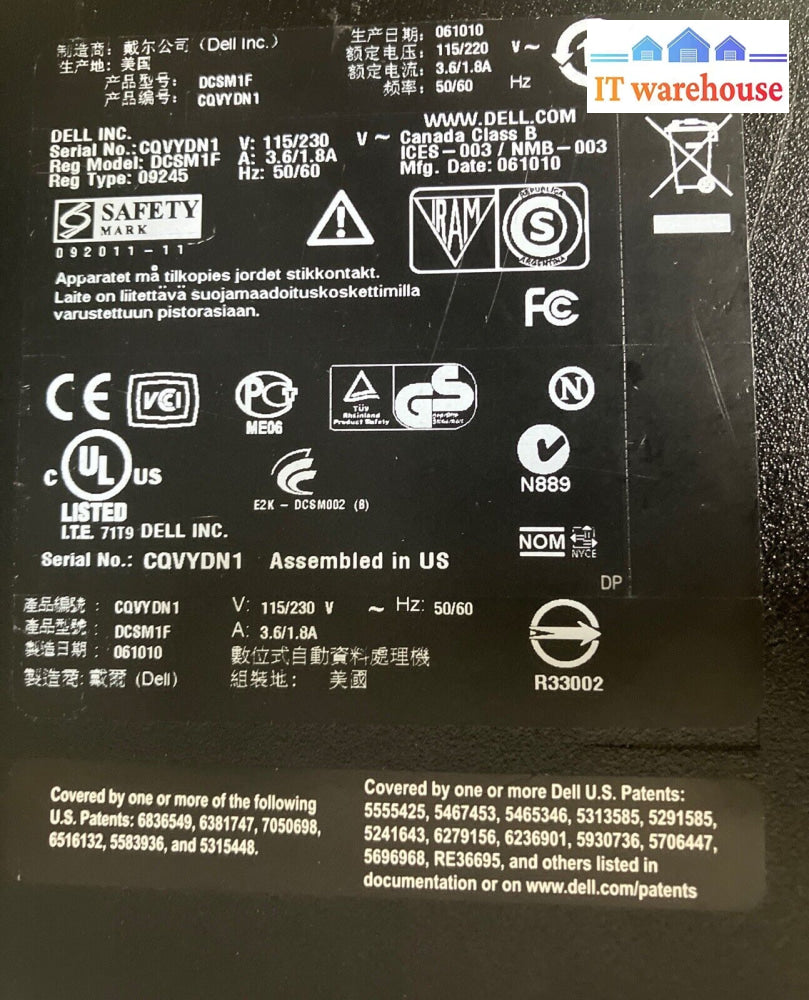 IT warehouse
制造商：戴尔公司 (Dell Inc.)
生产地：美国
产品型号： DCSM1F
产品编号： CQVYDN1
生产日期： 061010
额定电压： 115/220 V~
额定电流： 3.6/1.8A
频率： 50/60 Hz
DELL INC.
Serial No.: CQVYDN1
Reg Model: DCSM1F
Reg Type: 09245
V: 115/230 V ~
A: 3.6/1.8A
Hz: 50/60
WWW.DELL.COM
Canada Class B
ICES-003 / NMB-003
Mfg. Date: 061010
SAFETY
MARK
092011-11
IRAM
REPUBLICA
S
ARGENTINA
Apparatet må tilkopies jordet stikkontakt.
Laite on liitettävä suojamaadoituskoskettimilla
varustettuun pistorasiaan.
FC
CE
VCI
PG
ME06
TÜV
Rheinland
Product Safety
GS
N
C UL US
LISTED
I.T.E. 71T9 DELL INC.
E2K - DCSM002 (B)
N889
NOM
NYCE
Serial No.: CQVYDN1 Assembled in US
DP
產品編號： CQVYDN1
產品型號： DCSM1F
製造日期： 061010
製造商: 戴爾 (Dell)
V: 115/230 V ~ Hz: 50/60
A: 3.6/1.8A
數位式自動資料處理機
組裝地： 美國
R33002
Covered by one or more of the following
U.S. Patents: 6836549, 6381747, 7050698,
6516132, 5583936, and 5315448.
Covered by one or more Dell U.S. Patents:
5555425, 5467453, 5465346, 5313585, 5291585,
5241643, 6279156, 6236901, 5930736, 5706447,
5696968, RE36695, and others listed in
documentation or on www.dell.com/patents